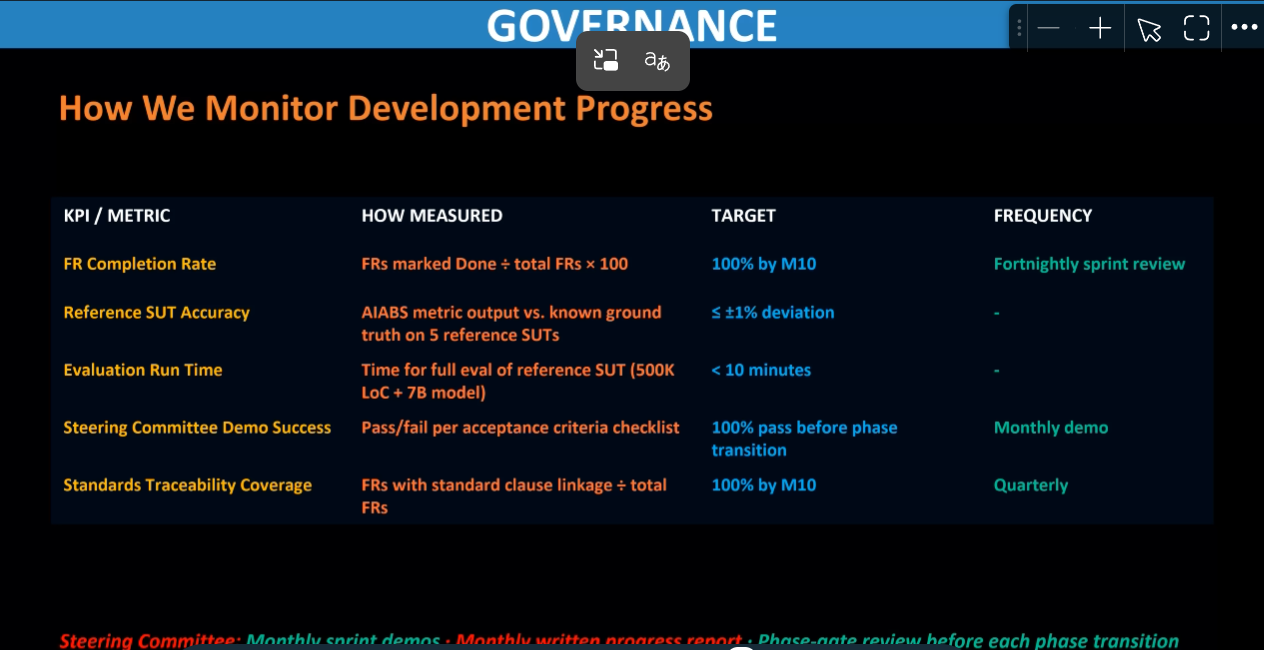 GOVERNANCE
aあ
How We Monitor Development Progress
KPI / METRIC HOW MEASURED TARGET FREQUENCY
FR Completion Rate FRs marked Done ÷ total FRs × 100 100% by M10 Fortnightly sprint review
Reference SUT Accuracy AIABS metric output vs. known ground ≤ ±1% deviation -
truth on 5 reference SUTs
Evaluation Run Time Time for full eval of reference SUT (500K < 10 minutes -
LoC + 7B model)
Steering Committee Demo Success Pass/fail per acceptance criteria checklist 100% pass before phase Monthly demo
transition
Standards Traceability Coverage FRs with standard clause linkage ÷ total 100% by M10 Quarterly
FRs
Steering Committee: Monthly sprint demos · Monthly written progress report · Phase-gate review before each phase transition